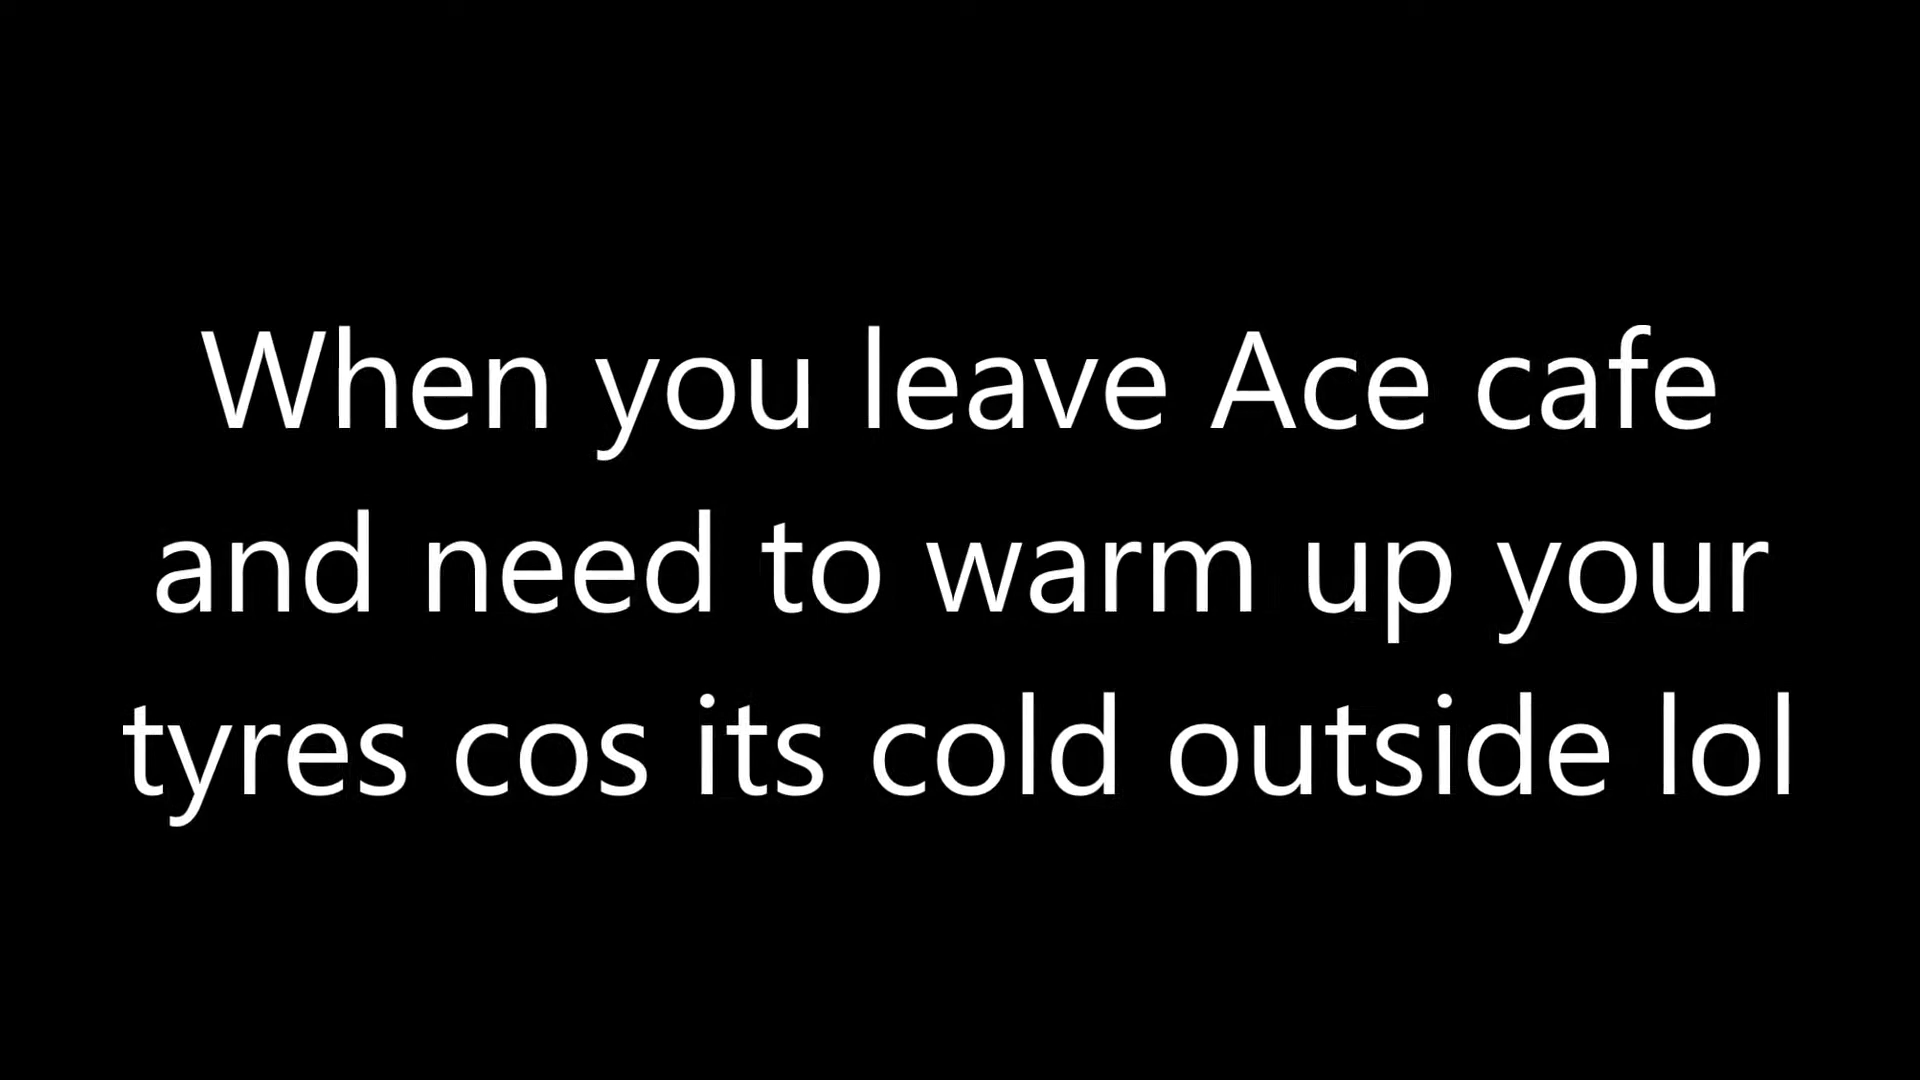 When you leave Ace cafe
and need to warm up your
tyres cos its cold outside lol